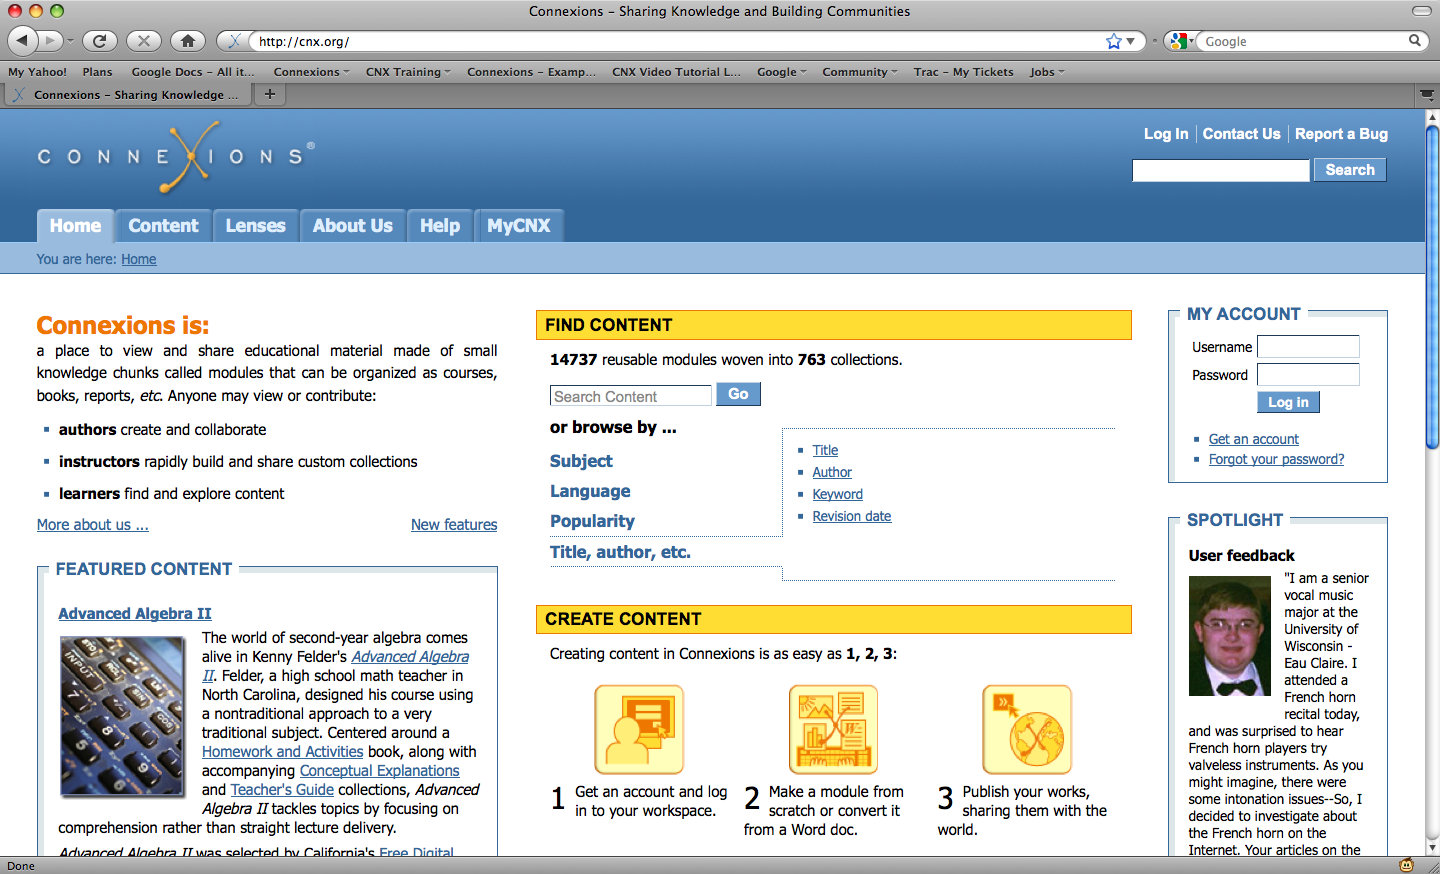 Connexions – Sharing Knowledge and Building Communities
http://cnx.org/
Google
My Yahoo! Plans Google Docs – All it... Connexions CNX Training Connexions – Examp... CNX Video Tutorial L... Google Community Trac – My Tickets Jobs
Connexions – Sharing Knowledge ... +
Log In Contact Us Report a Bug
CONNEXIONS®
Search
Home Content Lenses About Us Help MyCNX
You are here: Home
Connexions is:
a place to view and share educational material made of small
knowledge chunks called modules that can be organized as courses,
books, reports, etc. Anyone may view or contribute:
authors create and collaborate
instructors rapidly build and share custom collections
learners find and explore content
More about us ... New features
FEATURED CONTENT
Advanced Algebra II
The world of second-year algebra comes
alive in Kenny Felder's Advanced Algebra
II. Felder, a high school math teacher in
North Carolina, designed his course using
a nontraditional approach to a very
traditional subject. Centered around a
Homework and Activities book, along with
accompanying Conceptual Explanations
and Teacher's Guide collections, Advanced
Algebra II tackles topics by focusing on
comprehension rather than straight lecture delivery.
Advanced Algebra II was selected by California's Free Digital
FIND CONTENT
14737 reusable modules woven into 763 collections.
Search Content Go
or browse by ...
Subject
Language
Popularity
Title, author, etc.
Title
Author
Keyword
Revision date
CREATE CONTENT
Creating content in Connexions is as easy as 1, 2, 3:
1 Get an account and log
in to your workspace.
2 Make a module from
scratch or convert it
from a Word doc.
3 Publish your works,
sharing them with the
world.
MY ACCOUNT
Username
Password
Log in
Get an account
Forgot your password?
SPOTLIGHT
User feedback
"I am a senior
vocal music
major at the
University of
Wisconsin -
Eau Claire. I
attended a
French horn
recital today,
and was surprised to hear
French horn players try
valveless instruments. As you
might imagine, there were
some intonation issues--So, I
decided to investigate about
the French horn on the
Internet. Your articles on the
Done